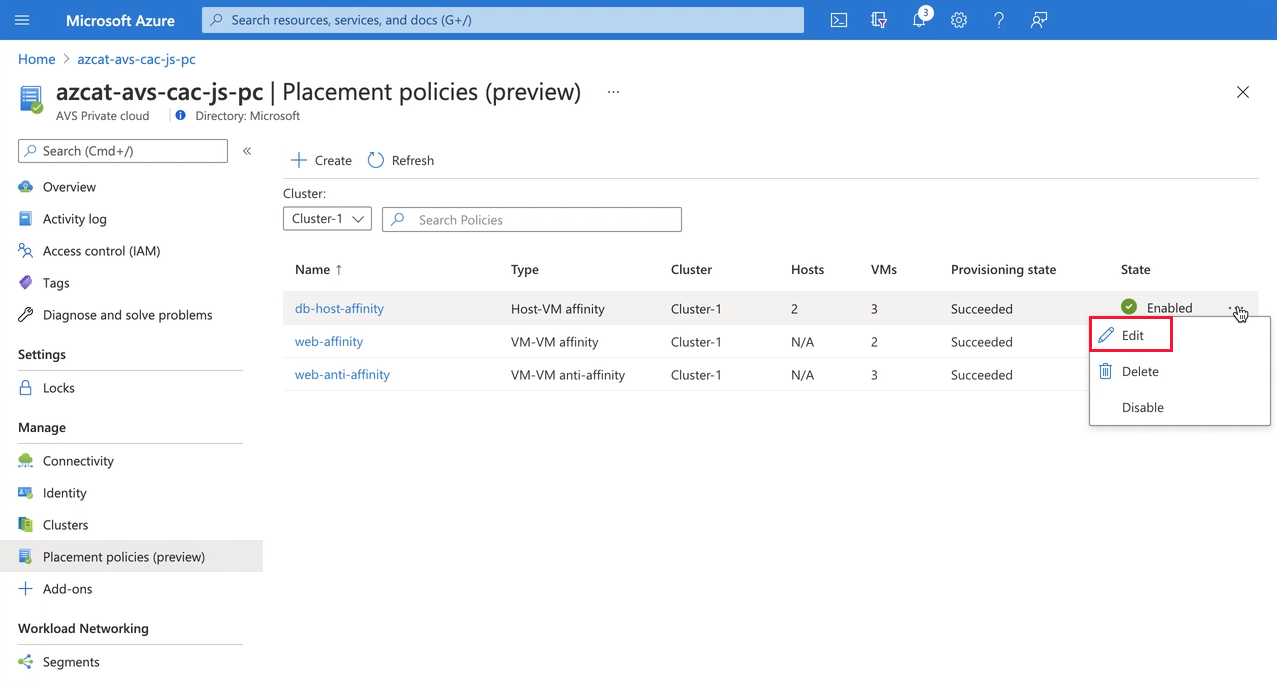 Microsoft Azure
Search resources, services, and docs (G+/)
3
Home > azcat-avs-cac-js-pc
azcat-avs-cac-js-pc | Placement policies (preview) ...
AVS Private cloud
Directory: Microsoft
Search (Cmd+/)
«
Overview
Activity log
Access control (IAM)
Tags
Diagnose and solve problems
Settings
Locks
Manage
Connectivity
Identity
Clusters
Placement policies (preview)
Add-ons
Workload Networking
Segments
Create Refresh
Cluster:
Cluster-1
Search Policies
Name ↑ Type Cluster Hosts VMs Provisioning state State
db-host-affinity Host-VM affinity Cluster-1 2 3 Succeeded Enabled
web-affinity VM-VM affinity Cluster-1 N/A 2 Succeeded
web-anti-affinity VM-VM anti-affinity Cluster-1 N/A 3 Succeeded
Edit
Delete
Disable